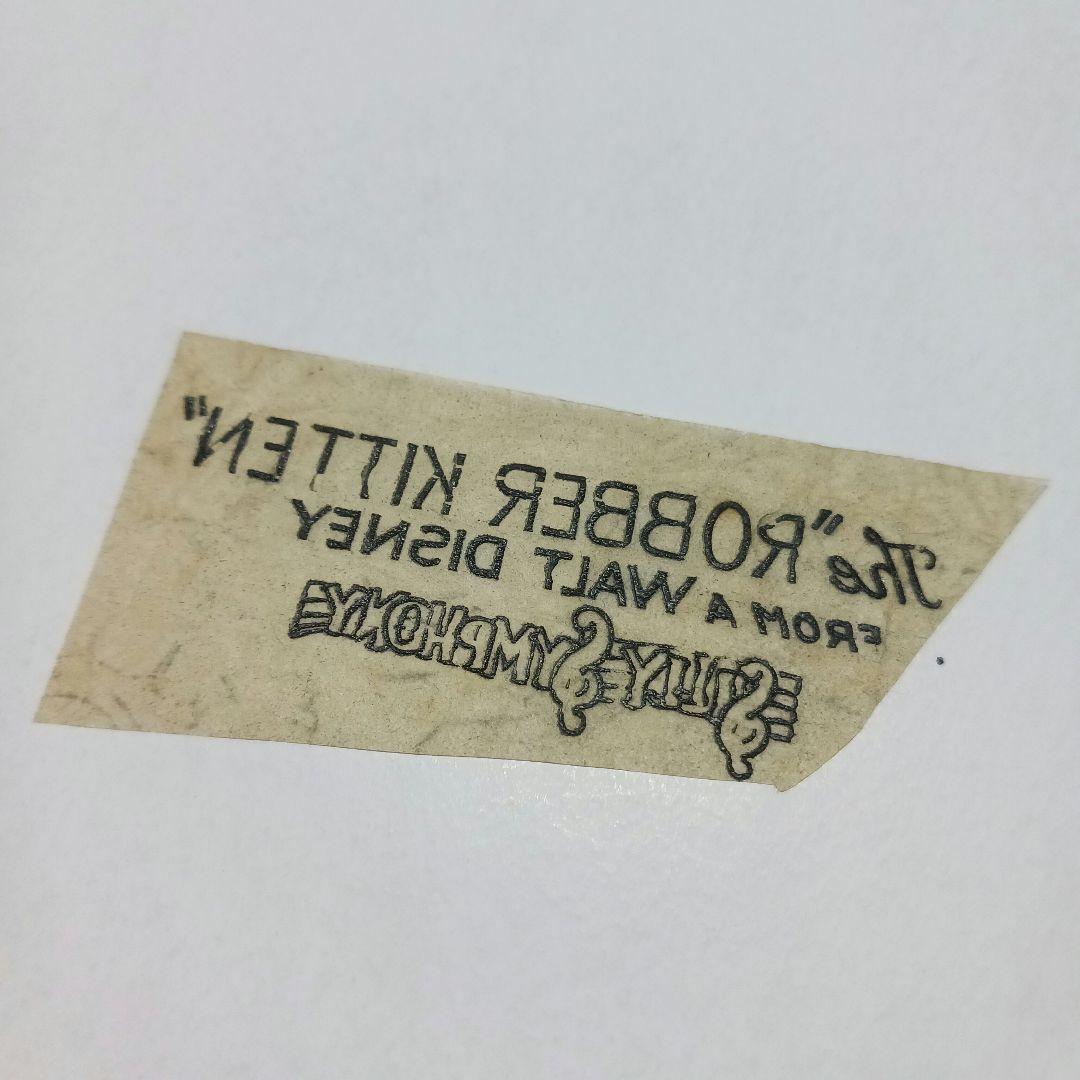 The "ROBBER KITTEN"
FROM A WALT DISNEY
SILLY SYMPHONY